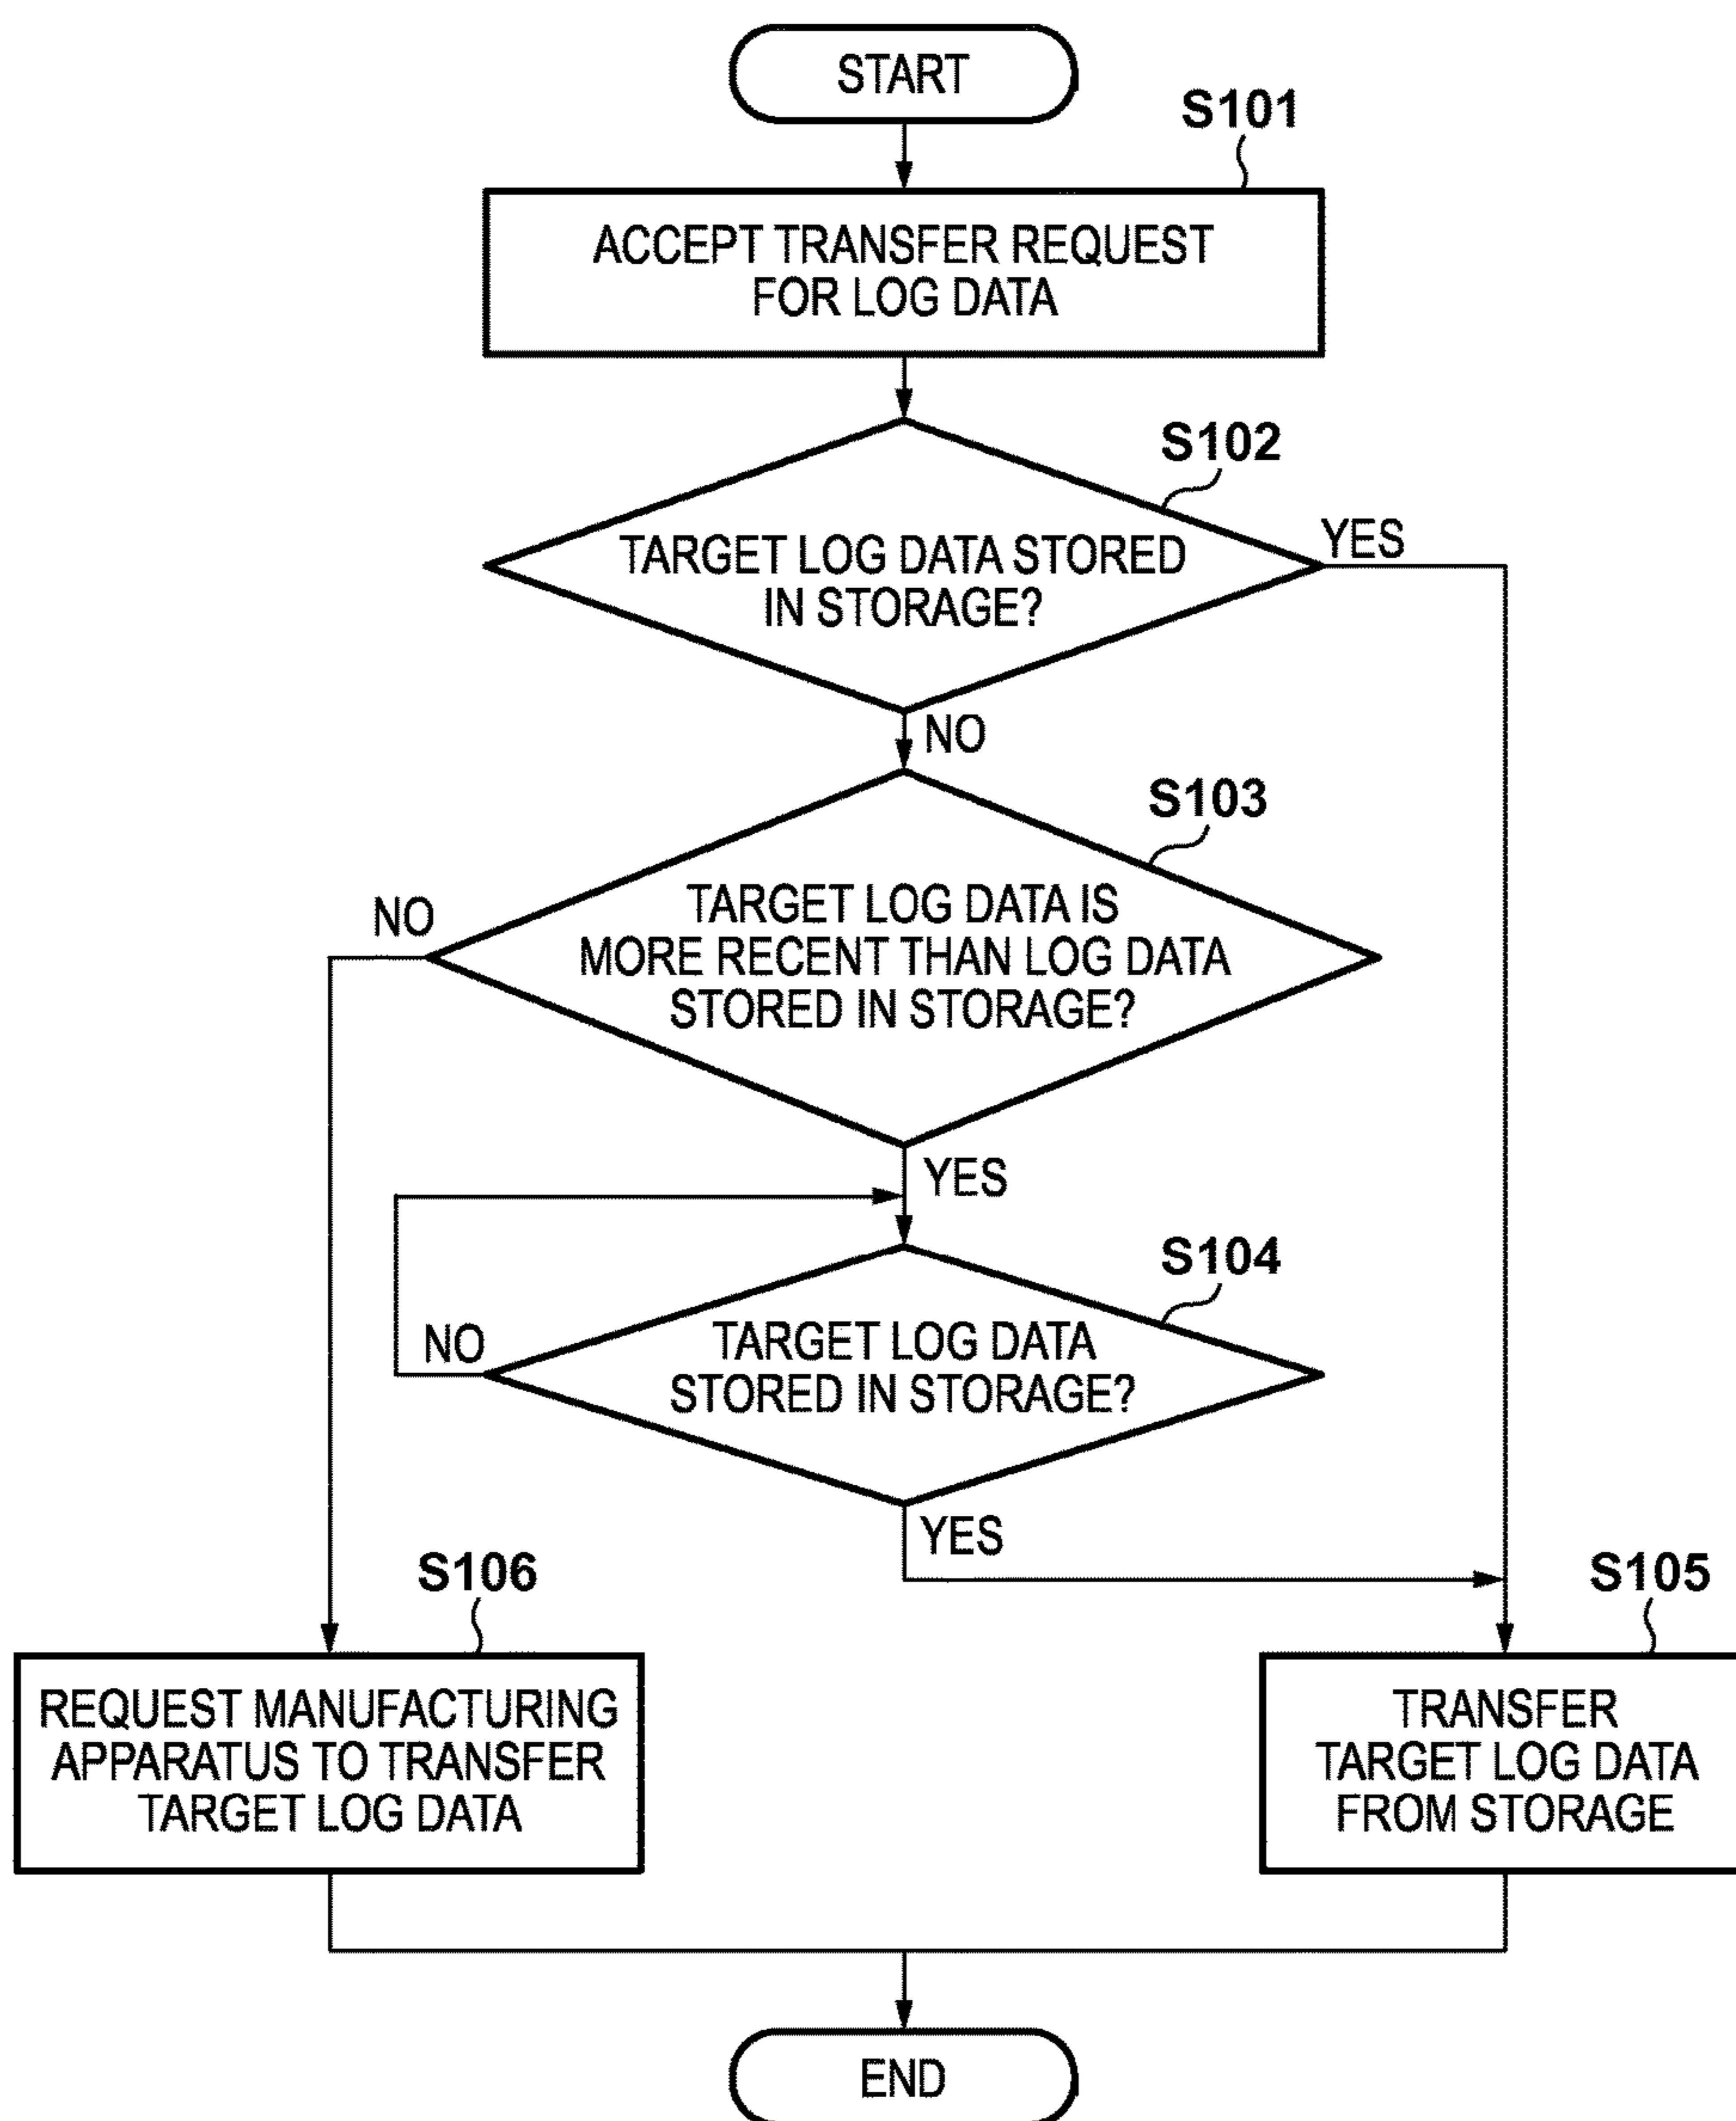 START
S101
ACCEPT TRANSFER REQUEST
FOR LOG DATA
S102
TARGET LOG DATA STORED
IN STORAGE?
YES
NO
S103
TARGET LOG DATA IS
MORE RECENT THAN LOG DATA
STORED IN STORAGE?
NO
YES
S104
TARGET LOG DATA
STORED IN STORAGE?
NO
YES
S106
REQUEST MANUFACTURING
APPARATUS TO TRANSFER
TARGET LOG DATA
S105
TRANSFER
TARGET LOG DATA
FROM STORAGE
END